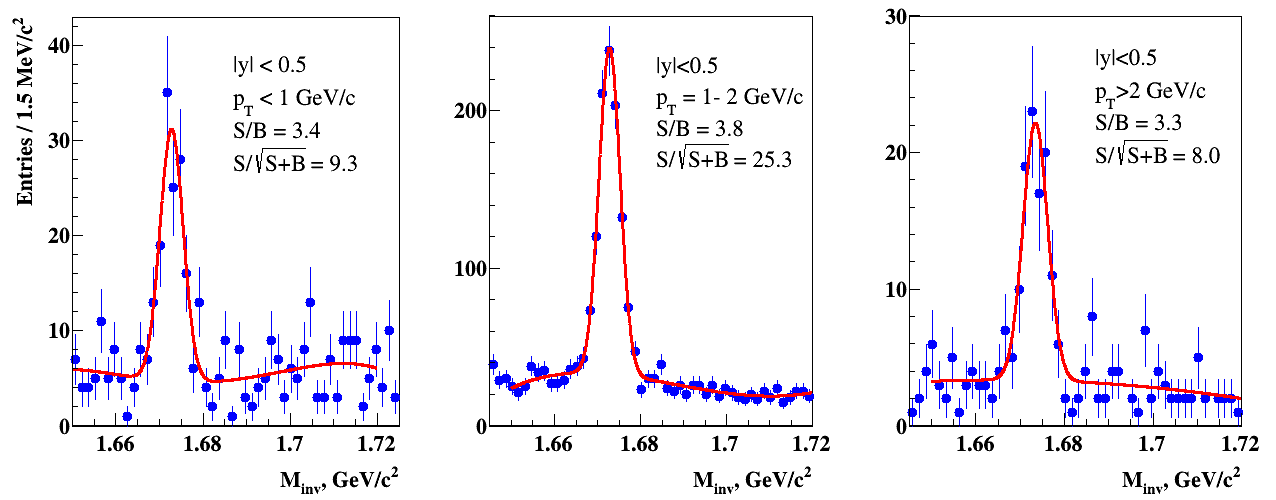 Entries / 1.5 MeV/c²
40
30
20
10
0
|y| < 0.5
p_T < 1 GeV/c
S/B = 3.4
S/√S+B = 9.3
1.66 1.68 1.7 1.72
M_inv, GeV/c²
200
100
0
|y|<0.5
p_T = 1- 2 GeV/c
S/B = 3.8
S/√S+B = 25.3
1.66 1.68 1.7 1.72
M_inv, GeV/c²
30
20
10
0
|y|<0.5
p_T>2 GeV/c
S/B = 3.3
S/√S+B = 8.0
1.66 1.68 1.7 1.72
M_inv, GeV/c²